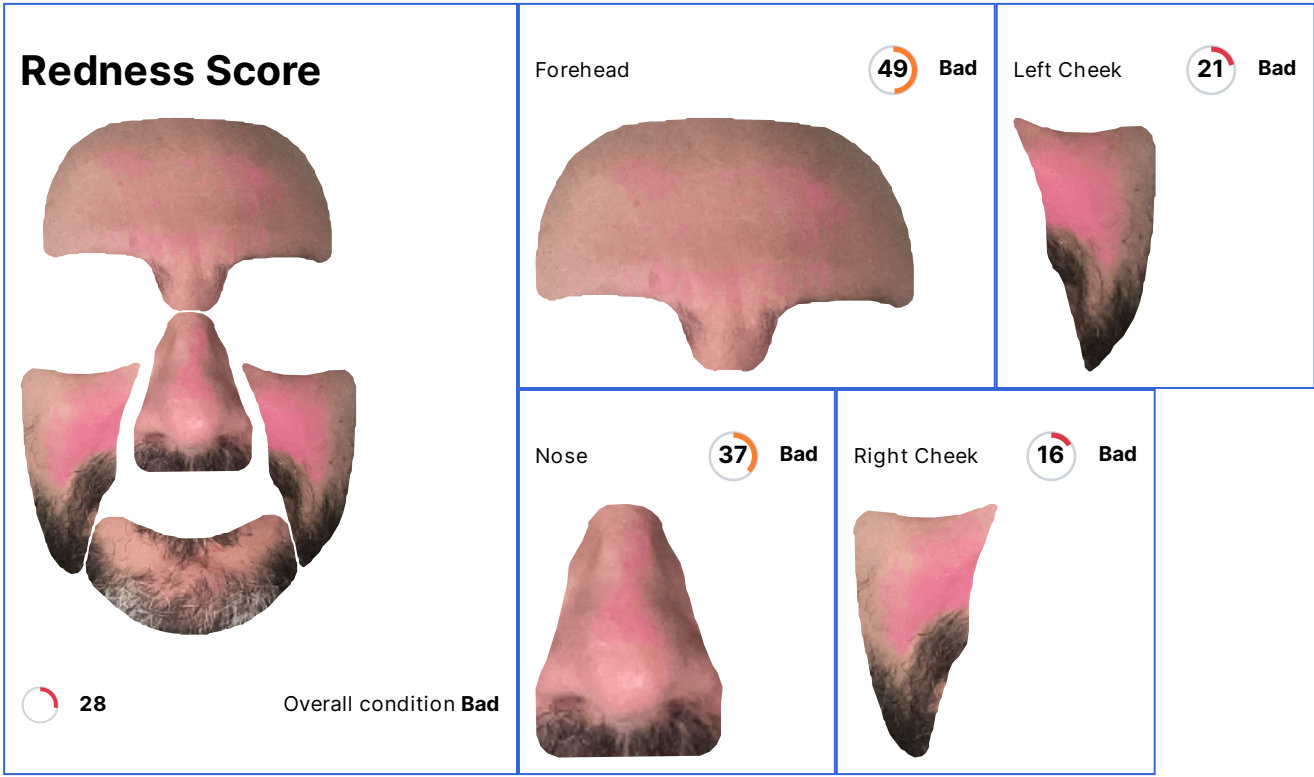 Redness Score
28
Overall condition Bad
Forehead
49
Bad
Left Cheek
21
Bad
Nose
37
Bad
Right Cheek
16
Bad